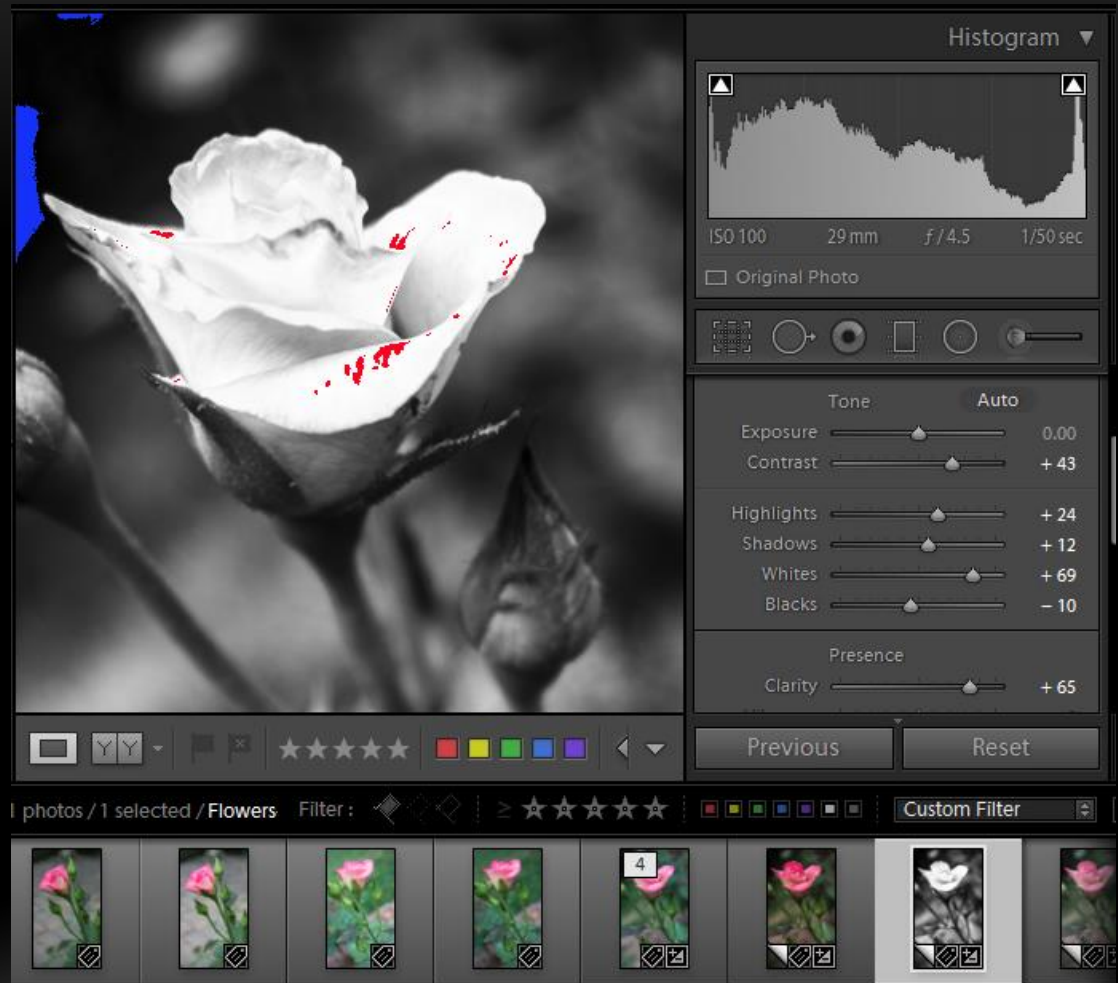 Histogram
ISO 100 29 mm ƒ / 4.5 1/50 sec
Original Photo
Tone Auto
Exposure 0.00
Contrast + 43
Highlights + 24
Shadows + 12
Whites + 69
Blacks – 10
Presence
Clarity + 65
Y Y
Previous Reset
photos / 1 selected / Flowers Filter : ≥ Custom Filter
4